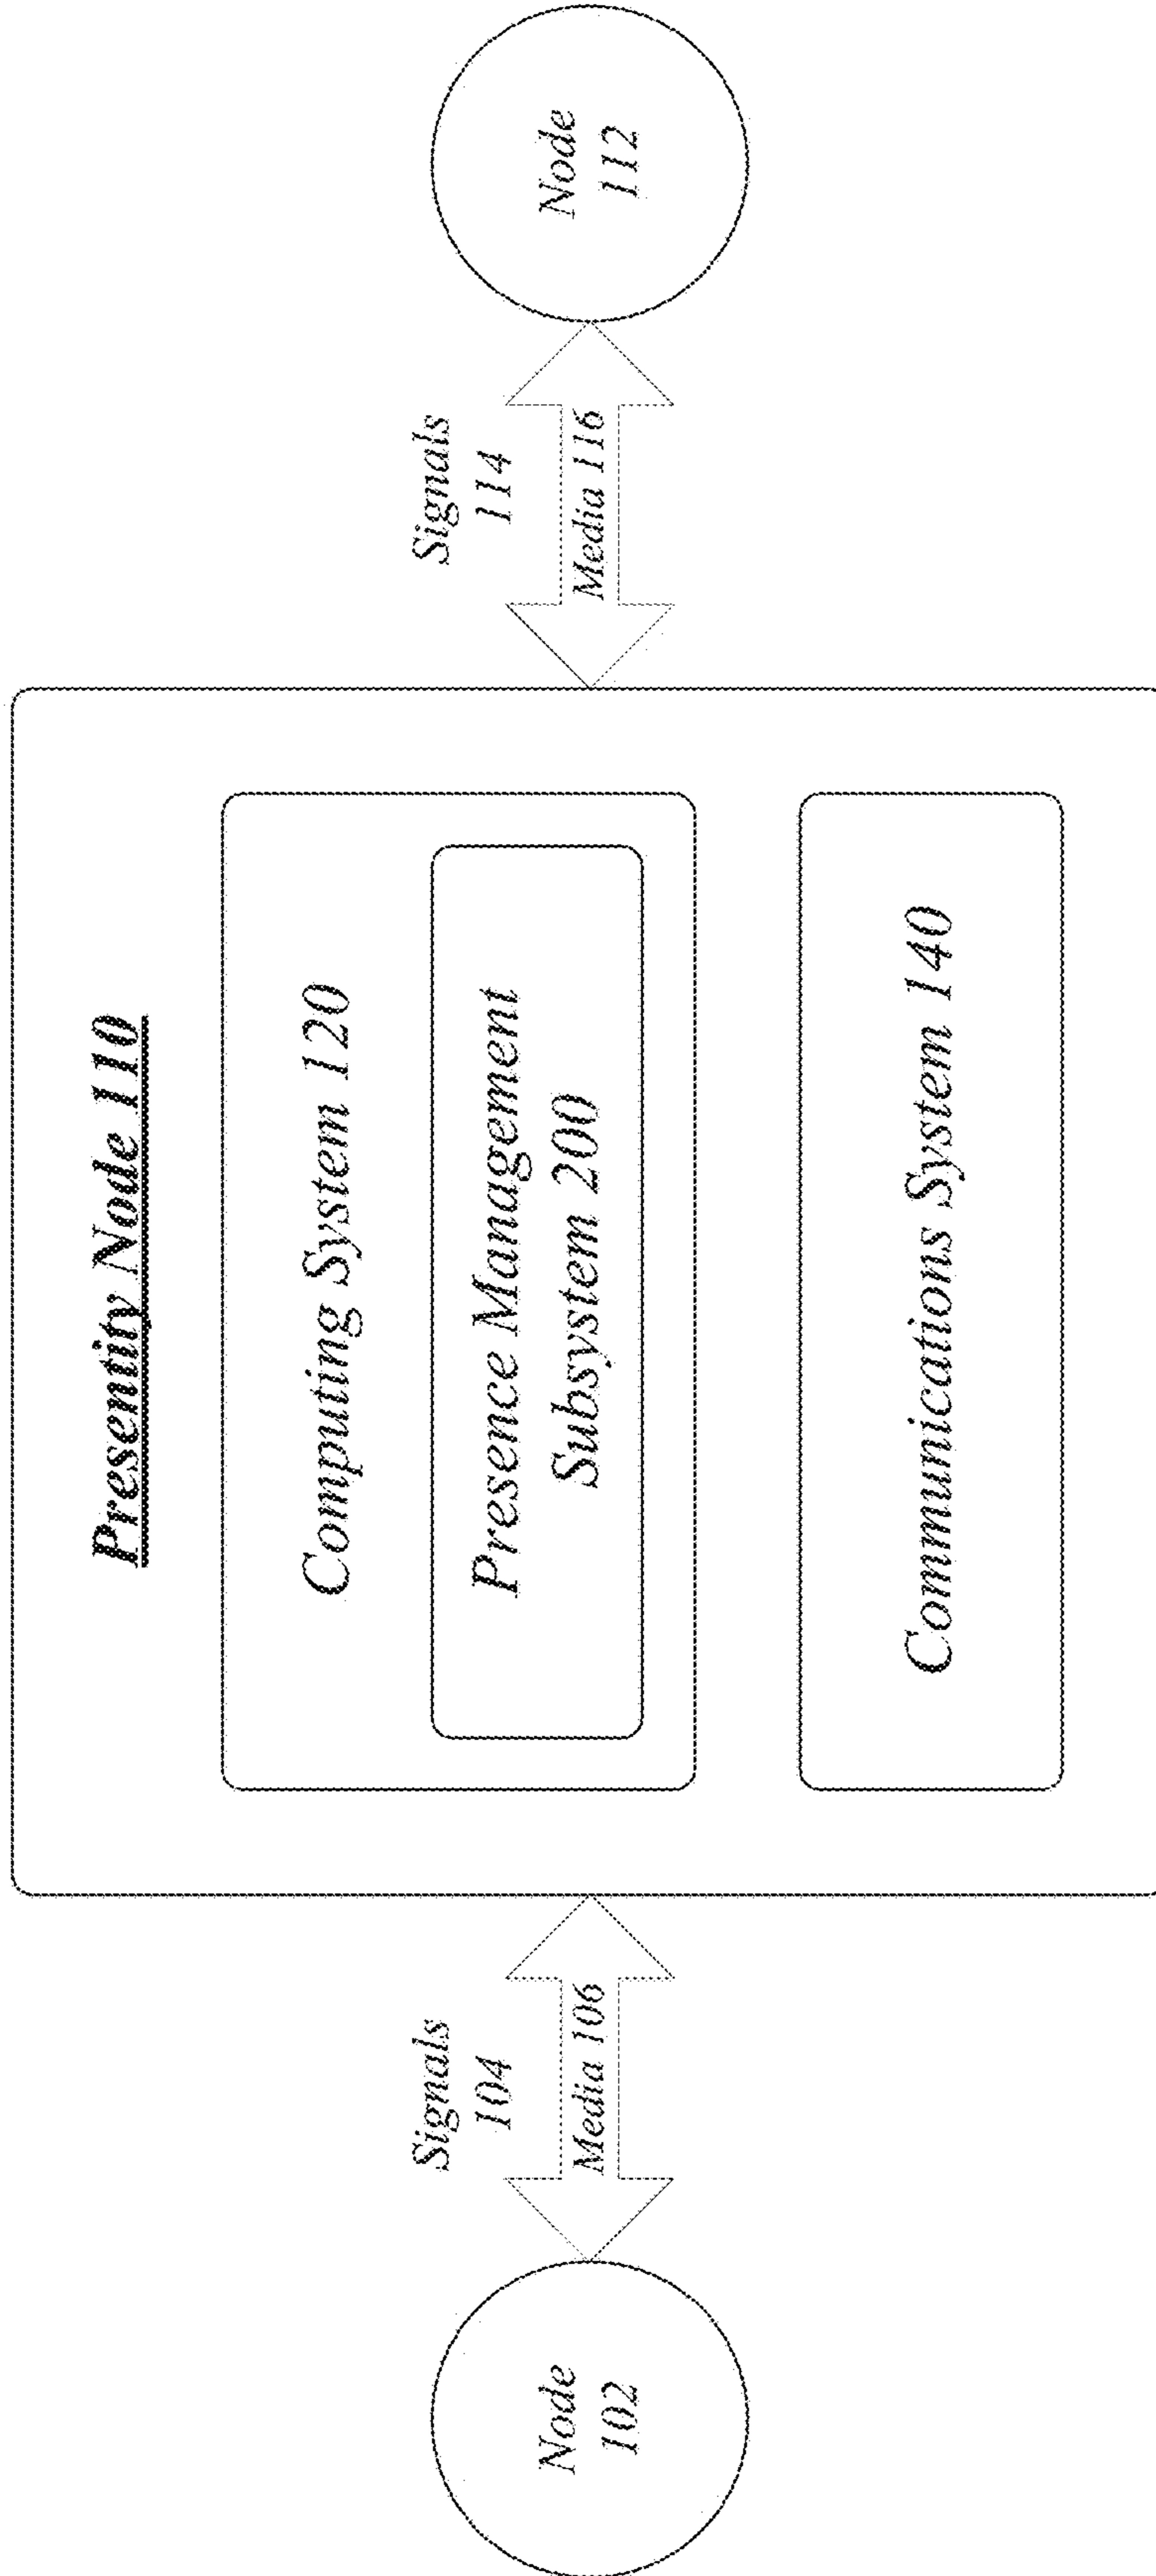 Presentity Node 110
Computing System 120
Presence Management
Subsystem 200
Communications System 140
Signals
104
Media 106
Node
102
Signals
114
Media 116
Node
112